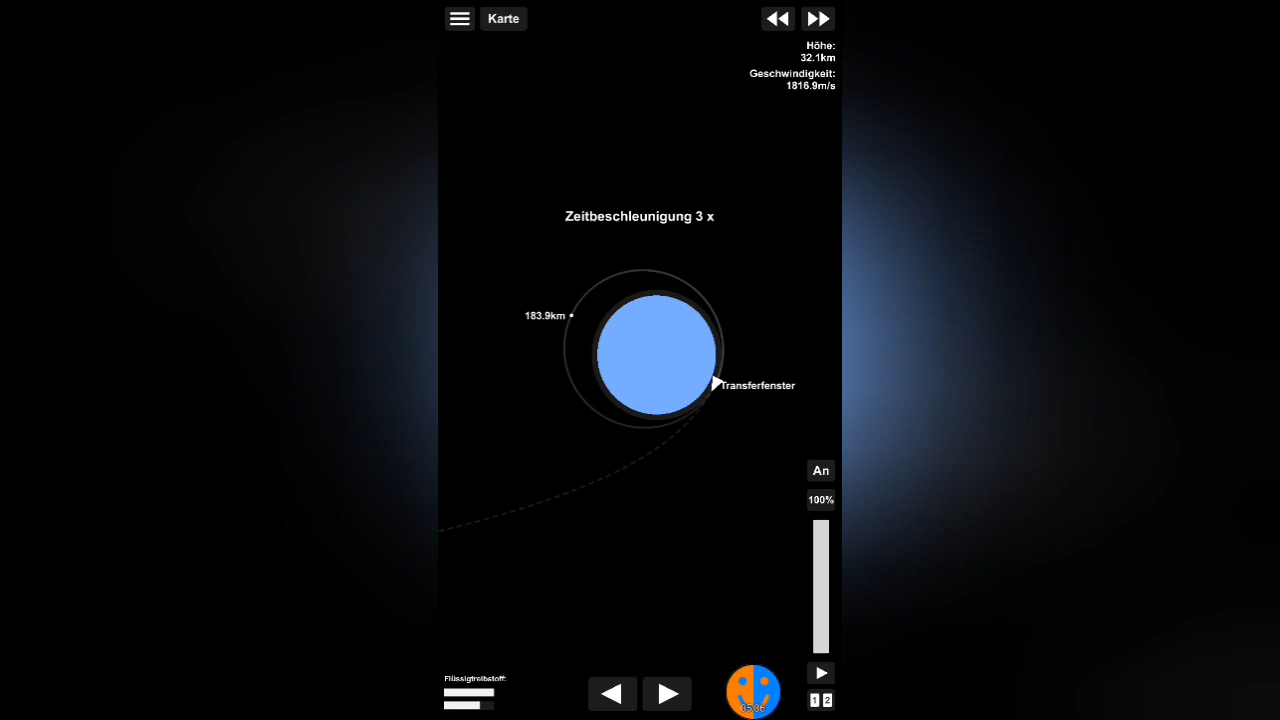 Karte
Höhe:
32.1km
Geschwindigkeit:
1816.9m/s
Zeitbeschleunigung 3 x
183.9km
Transferfenster
An
100%
Flüssigtreibstoff:
1 2